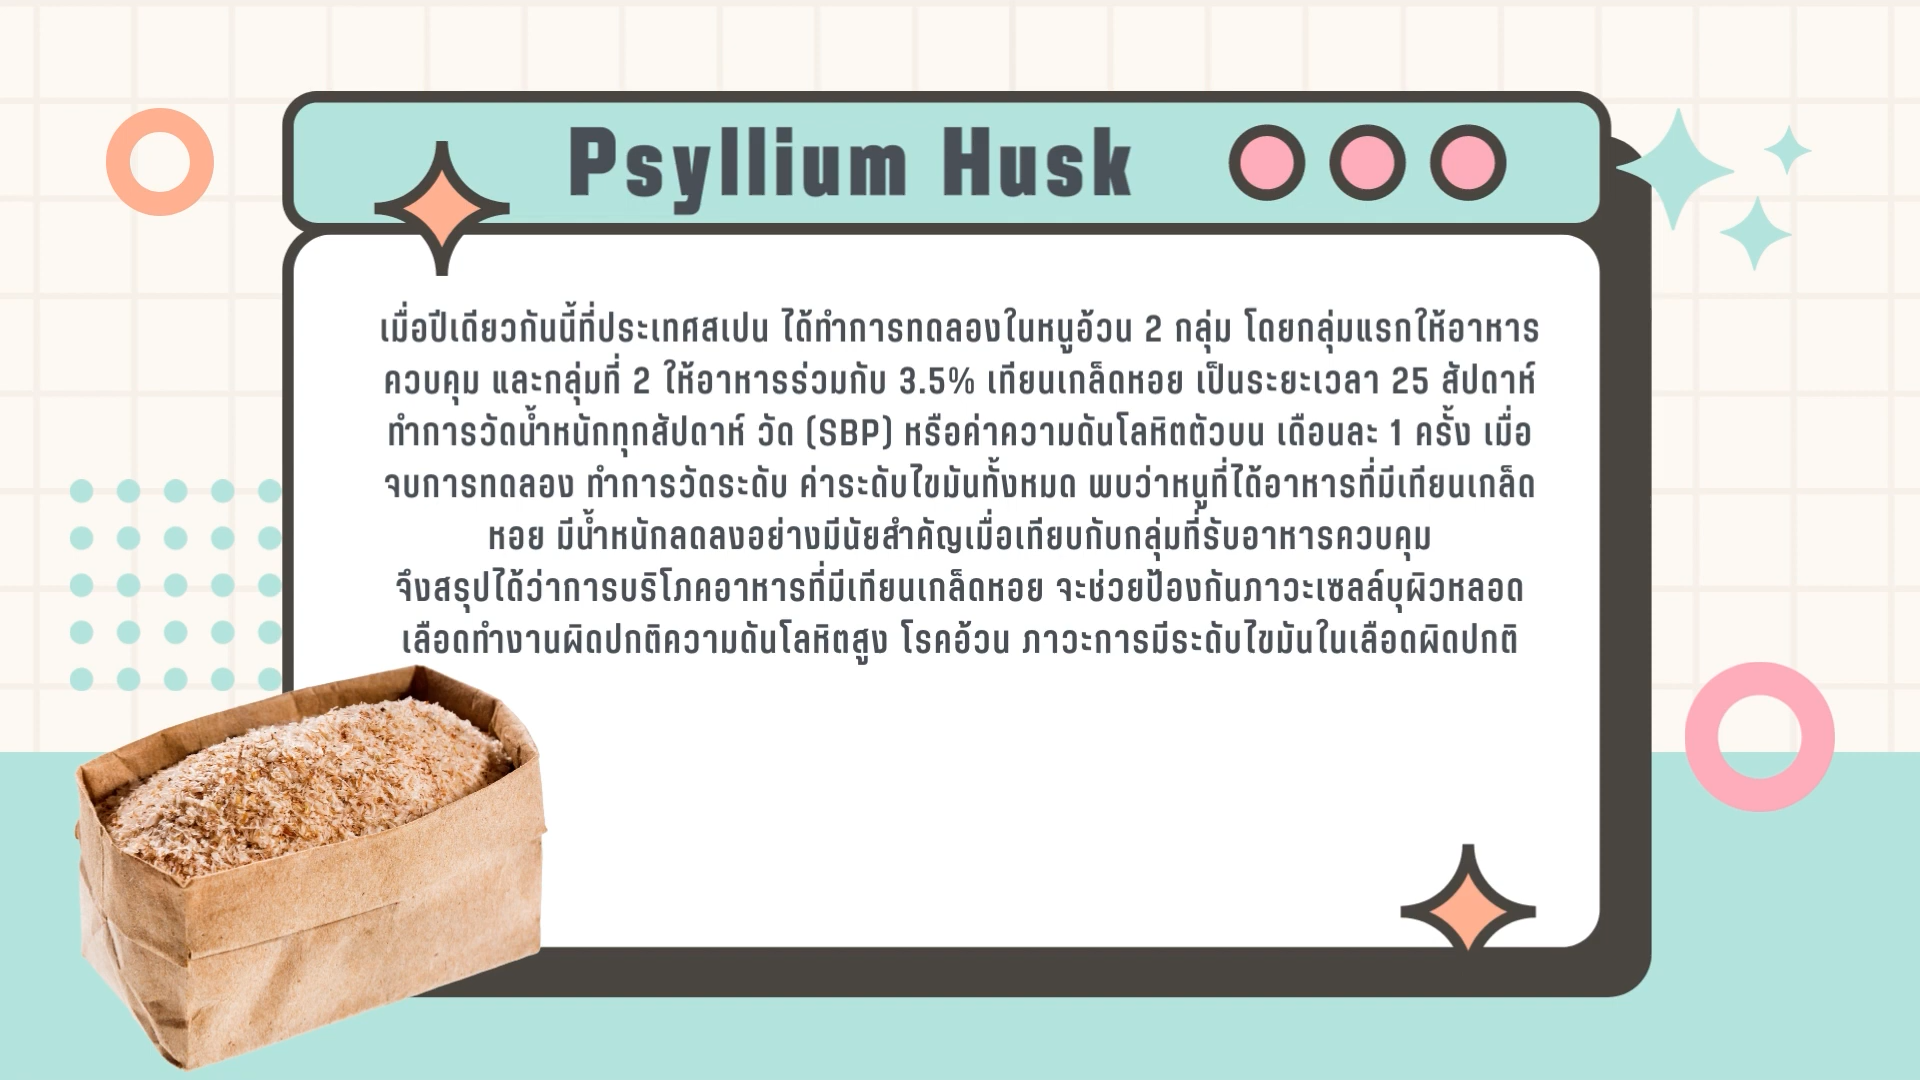 Psyllium Husk
เมื่อปีเดียวกันนี้ที่ประเทศสเปน ได้ทำการทดลองในหนูอ้วน 2 กลุ่ม โดยกลุ่มแรกให้อาหาร
ควบคุม และกลุ่มที่ 2 ให้อาหารร่วมกับ 3.5% เทียนเกล็ดหอย เป็นระยะเวลา 25 สัปดาห์
ทำการวัดน้ำหนักทุกสัปดาห์ วัด (SBP) หรือค่าความดันโลหิตตัวบน เดือนละ 1 ครั้ง เมื่อ
จบการทดลอง ทำการวัดระดับ ค่าระดับไขมันทั้งหมด พบว่าหนูที่ได้อาหารที่มีเทียนเกล็ด
หอย มีน้ำหนักลดลงอย่างมีนัยสำคัญเมื่อเทียบกับกลุ่มที่รับอาหารควบคุม
จึงสรุปได้ว่าการบริโภคอาหารที่มีเทียนเกล็ดหอย จะช่วยป้องกันภาวะเซลล์บุผิวหลอด
เลือดทำงานผิดปกติความดันโลหิตสูง โรคอ้วน ภาวะการมีระดับไขมันในเลือดผิดปกติ